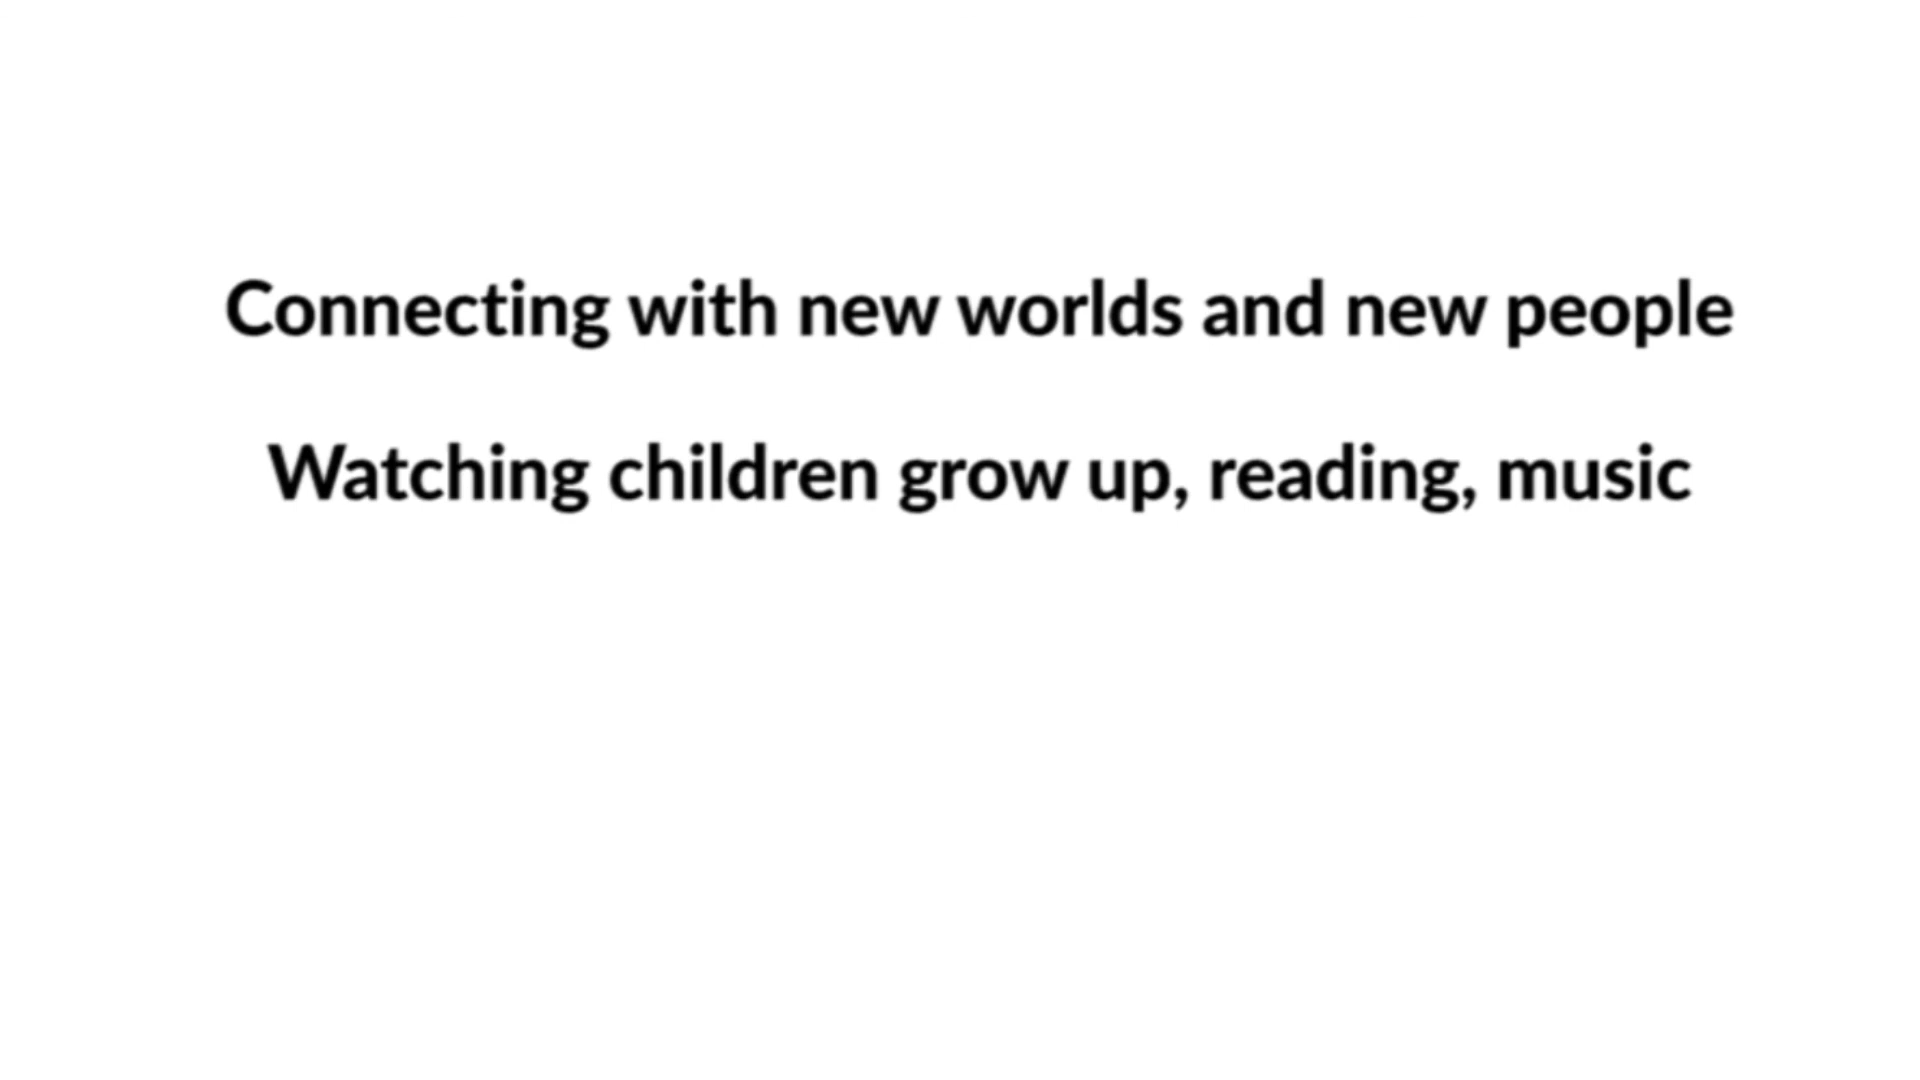 Connecting with new worlds and new people
Watching children grow up, reading, music